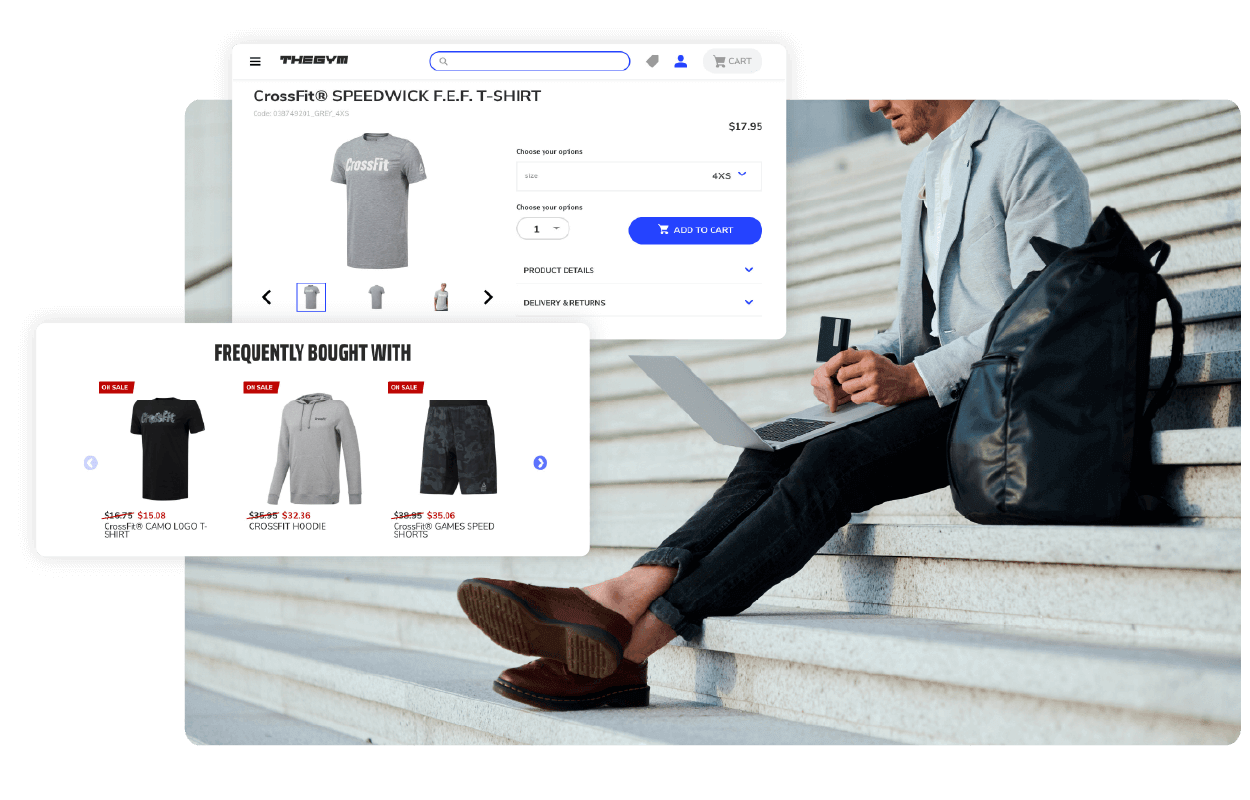 THEGYM
CART
CrossFit® SPEEDWICK F.E.F. T-SHIRT
Code: 038749201_GREY_4XS
$17.95
Choose your options
size 4XS
Choose your options
1 ADD TO CART
PRODUCT DETAILS
DELIVERY & RETURNS
CrossFit
FREQUENTLY BOUGHT WITH
ON SALE ON SALE ON SALE
CrossFit
$16.75 $15.08 $35.95 $32.36 $38.95 $35.06
CrossFit® CAMO LOGO T-
SHIRT
CROSSFIT HOODIE
CrossFit® GAMES SPEED
SHORTS